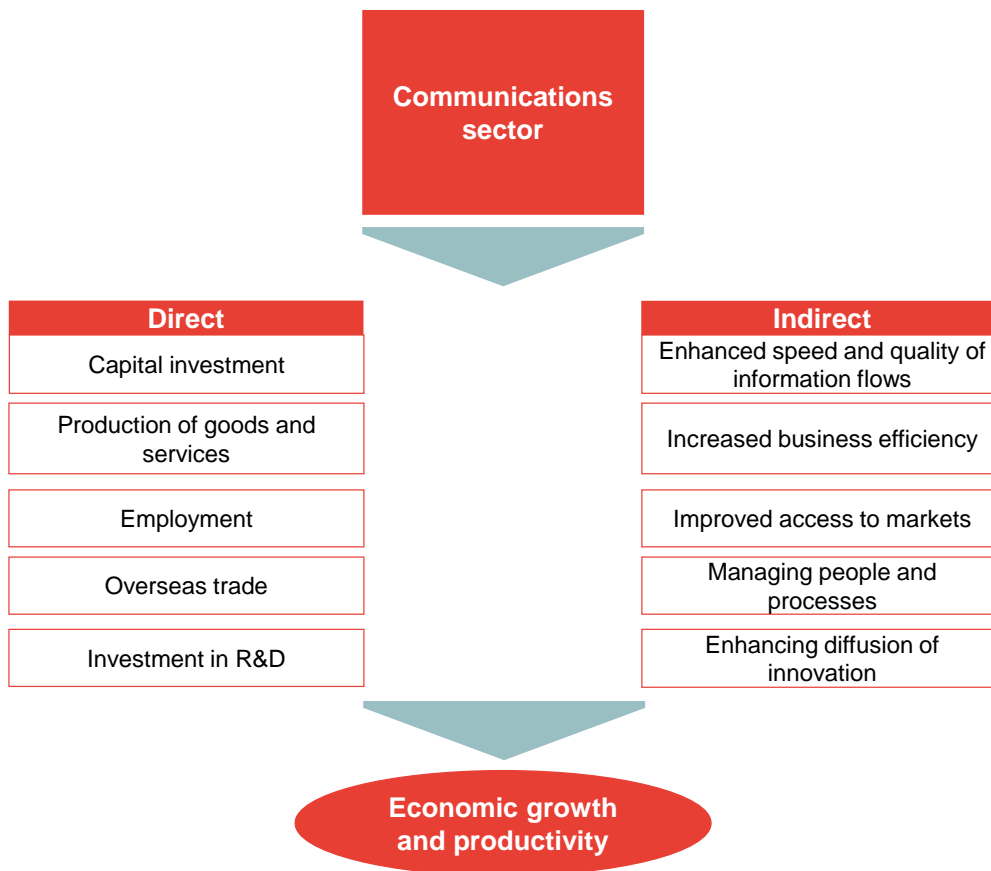 Communications
sector
Direct
Capital investment
Production of goods and
services
Employment
Overseas trade
Investment in R&D
Indirect
Enhanced speed and quality of
information flows
Increased business efficiency
Improved access to markets
Managing people and
processes
Enhancing diffusion of
innovation
Economic growth
and productivity